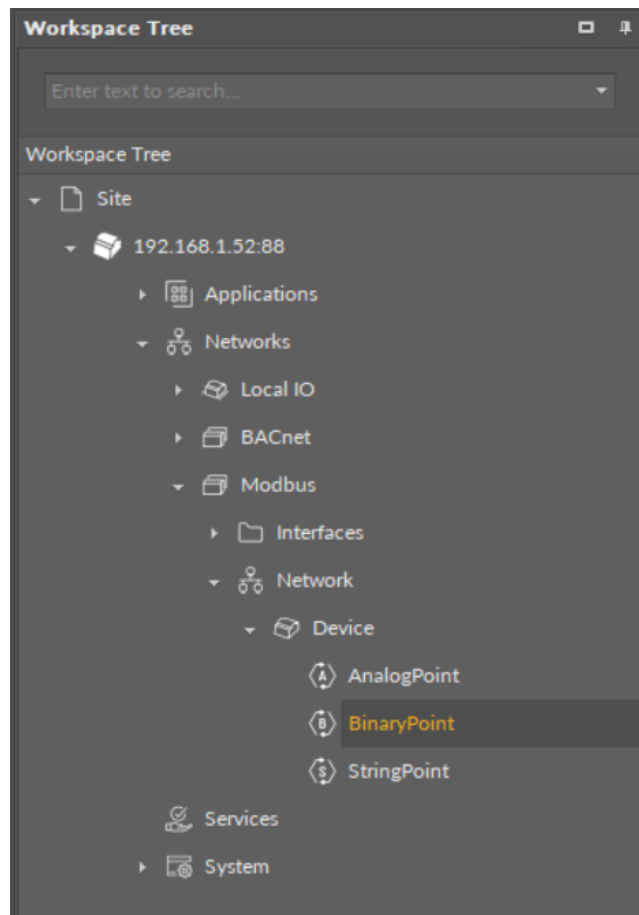 Workspace Tree
Enter text to search...
Workspace Tree
Site
192.168.1.52:88
Applications
Networks
Local IO
BACnet
Modbus
Interfaces
Network
Device
A AnalogPoint
B BinaryPoint
S StringPoint
Services
System